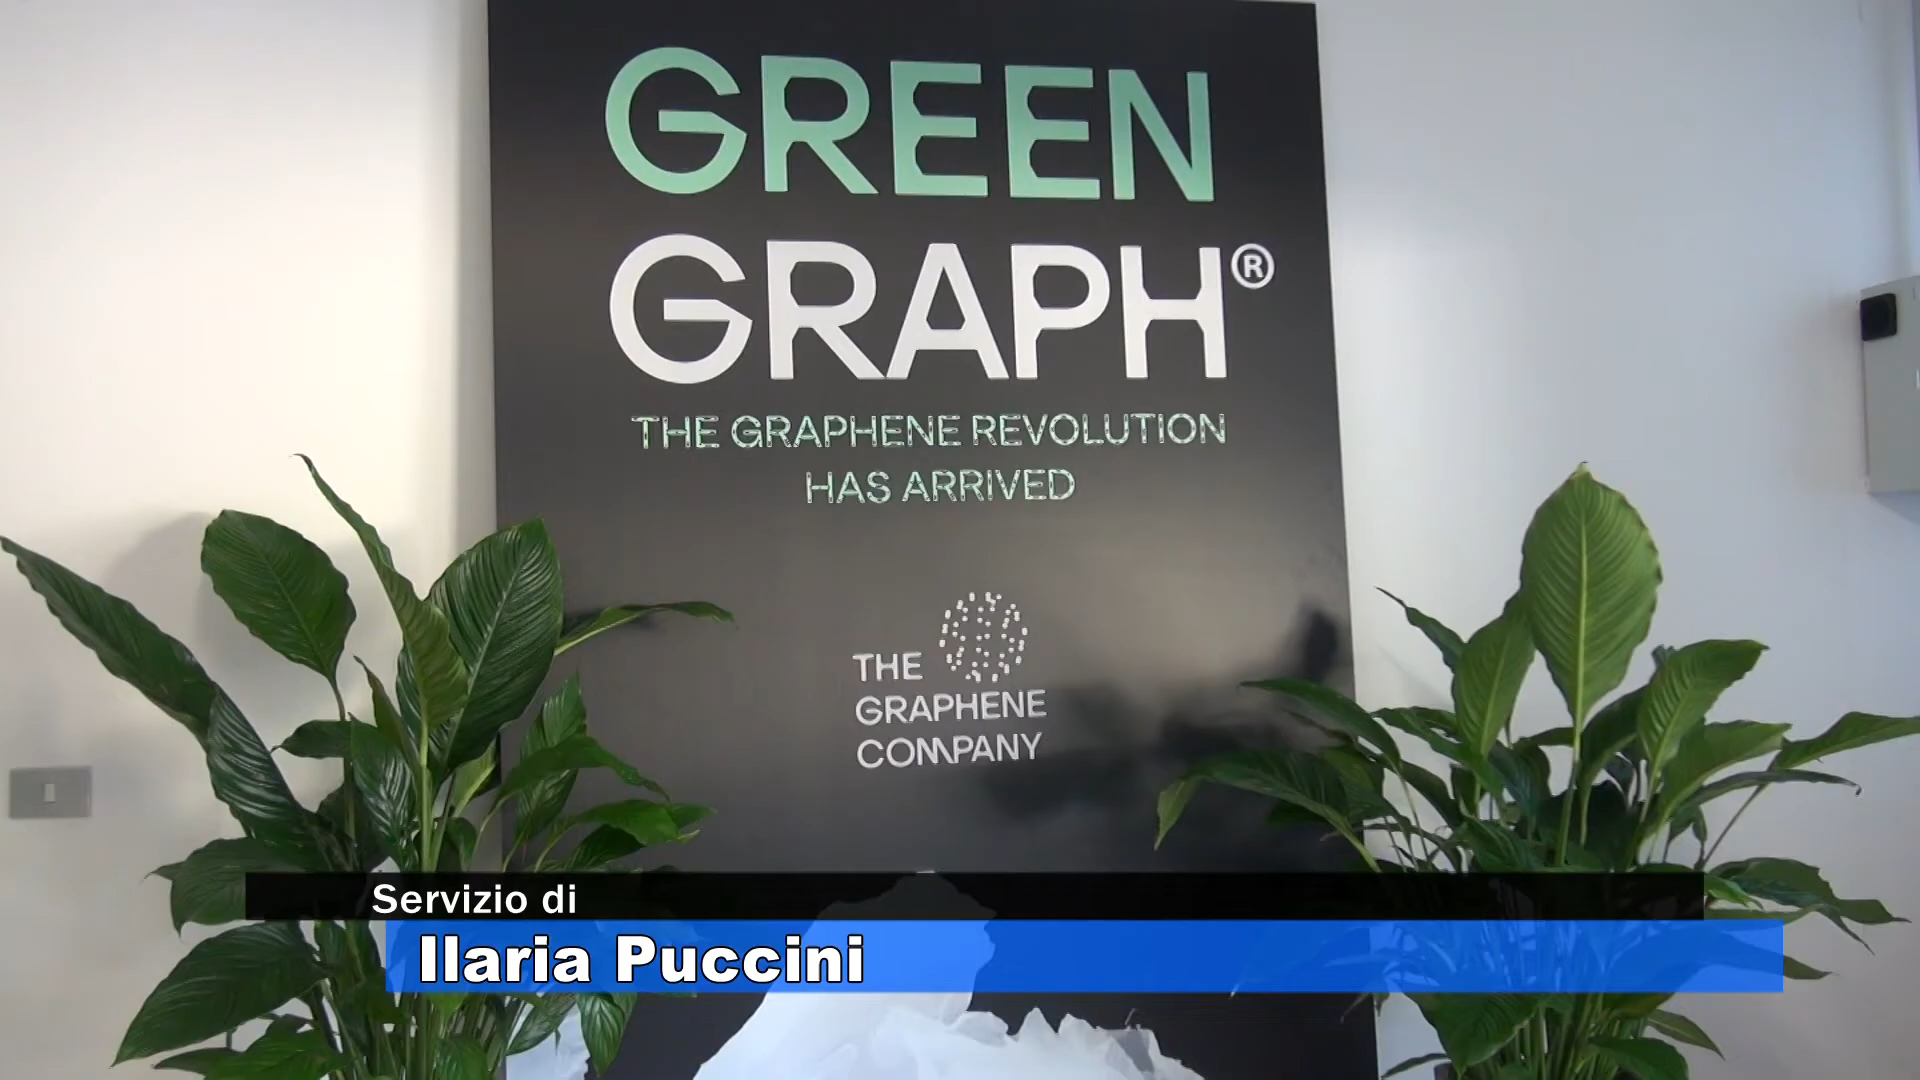 GREEN
GRAPH®
THE GRAPHENE REVOLUTION
HAS ARRIVED
THE
GRAPHENE
COMPANY
Servizio di
Ilaria Puccini